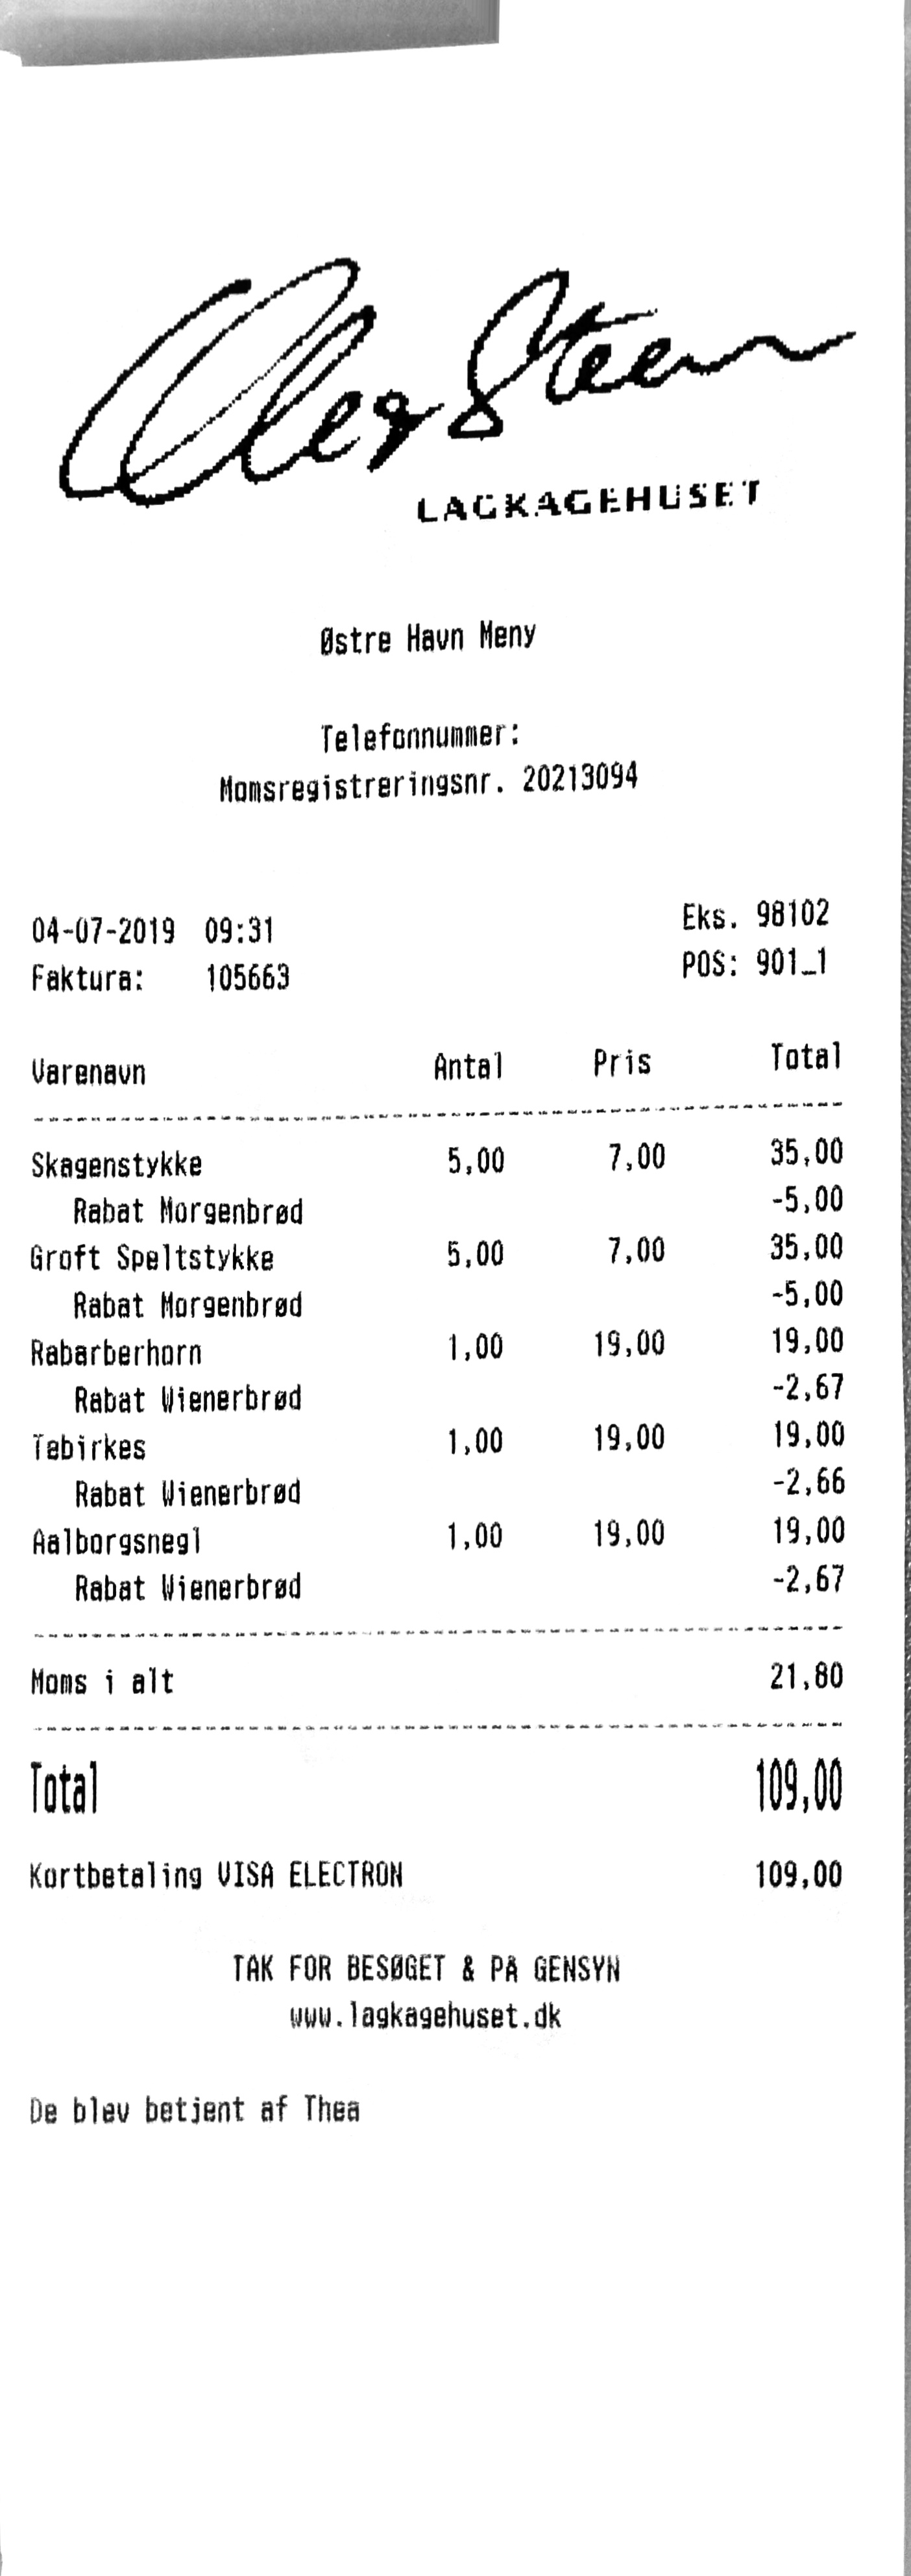 Ole & Steen
LAGKAGEHUSET
Østre Havn Meny
Telefonnummer:
Momsregistreringsnr. 20213094
04-07-2019 09:31 Eks. 98102
Faktura: 105663 POS: 901_1
Varenavn Antal Pris Total
Skagenstykke 5,00 7,00 35,00
Rabat Morgenbrød -5,00
Groft Speltstykke 5,00 7,00 35,00
Rabat Morgenbrød -5,00
Rabarberhorn 1,00 19,00 19,00
Rabat Wienerbrød -2,67
Tebirkes 1,00 19,00 19,00
Rabat Wienerbrød -2,66
Aalborgsnegl 1,00 19,00 19,00
Rabat Wienerbrød -2,67
Moms i alt 21,80
Total 109,00
Kortbetaling VISA ELECTRON 109,00
TAK FOR BESØGET & PÅ GENSYN
www.lagkagehuset.dk
De blev betjent af Thea